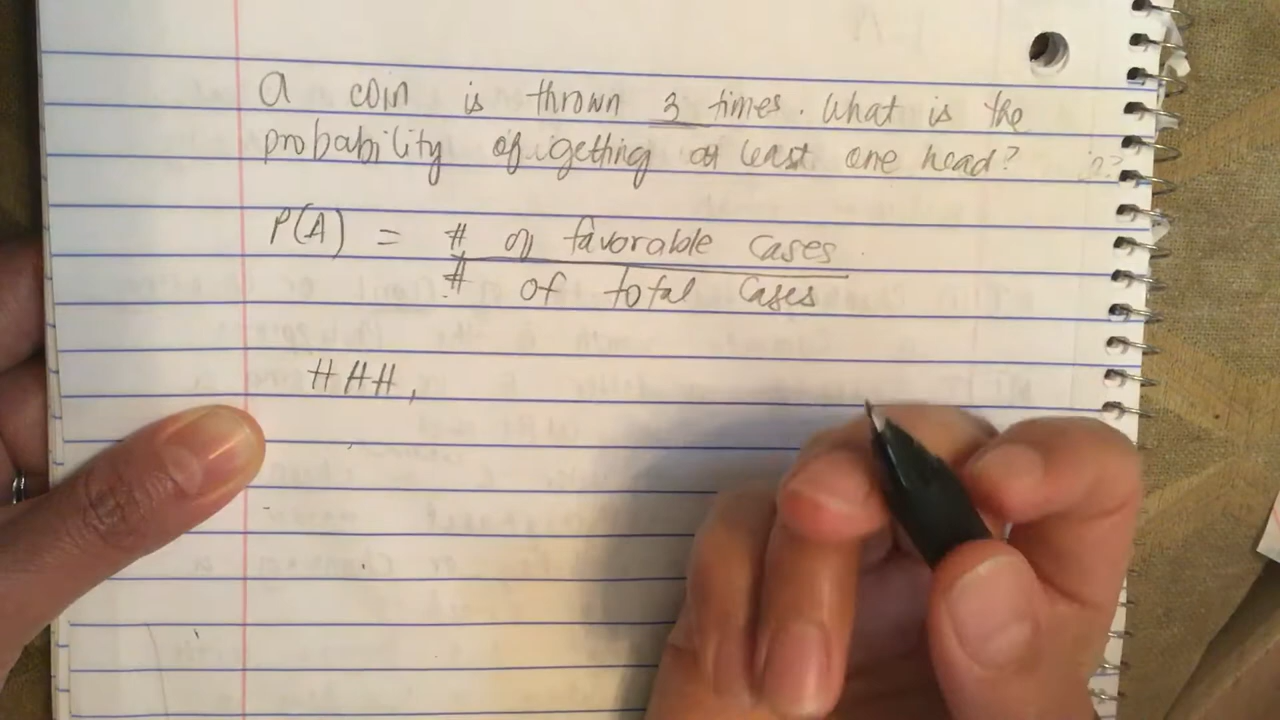 A coin is thrown 3 times. What is the
probability of getting at least one head?
P(A) = # of favorable cases
# of total cases
HHH,